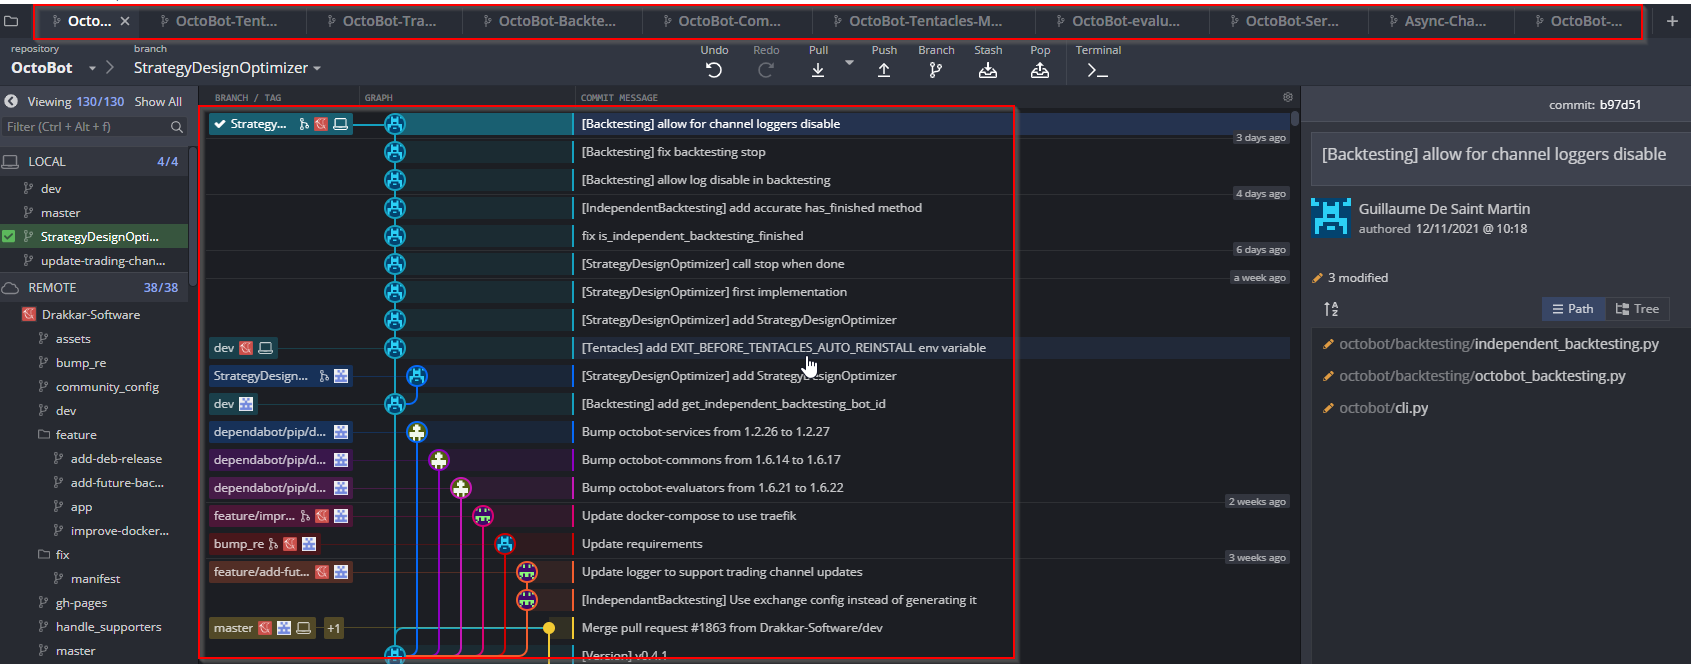 Octo...
OctoBot-Tent...
OctoBot-Tra...
OctoBot-Backte...
OctoBot-Com...
OctoBot-Tentacles-M...
OctoBot-evalu...
OctoBot-Ser...
Async-Cha...
OctoBot-...
repository
branch
OctoBot
StrategyDesignOptimizer
Undo
Redo
Pull
Push
Branch
Stash
Pop
Terminal
Viewing 130/130 Show All
Filter (Ctrl + Alt + f)
LOCAL 4/4
dev
master
StrategyDesignOpti...
update-trading-chan...
REMOTE 38/38
Drakkar-Software
assets
bump_re
community_config
dev
feature
add-deb-release
add-future-bac...
app
improve-docker...
fix
manifest
gh-pages
handle_supporters
master
BRANCH / TAG GRAPH COMMIT MESSAGE
Strategy... [Backtesting] allow for channel loggers disable
3 days ago
[Backtesting] fix backtesting stop
[Backtesting] allow log disable in backtesting
4 days ago
[IndependentBacktesting] add accurate has_finished method
fix is_independent_backtesting_finished
6 days ago
[StrategyDesignOptimizer] call stop when done
a week ago
[StrategyDesignOptimizer] first implementation
[StrategyDesignOptimizer] add StrategyDesignOptimizer
dev [Tentacles] add EXIT_BEFORE_TENTACLES_AUTO_REINSTALL env variable
StrategyDesign... [StrategyDesignOptimizer] add StrategyDesignOptimizer
dev [Backtesting] add get_independent_backtesting_bot_id
dependabot/pip/d... Bump octobot-services from 1.2.26 to 1.2.27
dependabot/pip/d... Bump octobot-commons from 1.6.14 to 1.6.17
dependabot/pip/d... Bump octobot-evaluators from 1.6.21 to 1.6.22
2 weeks ago
feature/impr... Update docker-compose to use traefik
bump_re Update requirements
3 weeks ago
feature/add-fut... Update logger to support trading channel updates
[IndependantBacktesting] Use exchange config instead of generating it
master +1 Merge pull request #1863 from Drakkar-Software/dev
[Version] v0.4.1
commit: b97d51
[Backtesting] allow for channel loggers disable
Guillaume De Saint Martin
authored 12/11/2021 @ 10:18
3 modified
Path
Tree
octobot/backtesting/independent_backtesting.py
octobot/backtesting/octobot_backtesting.py
octobot/cli.py